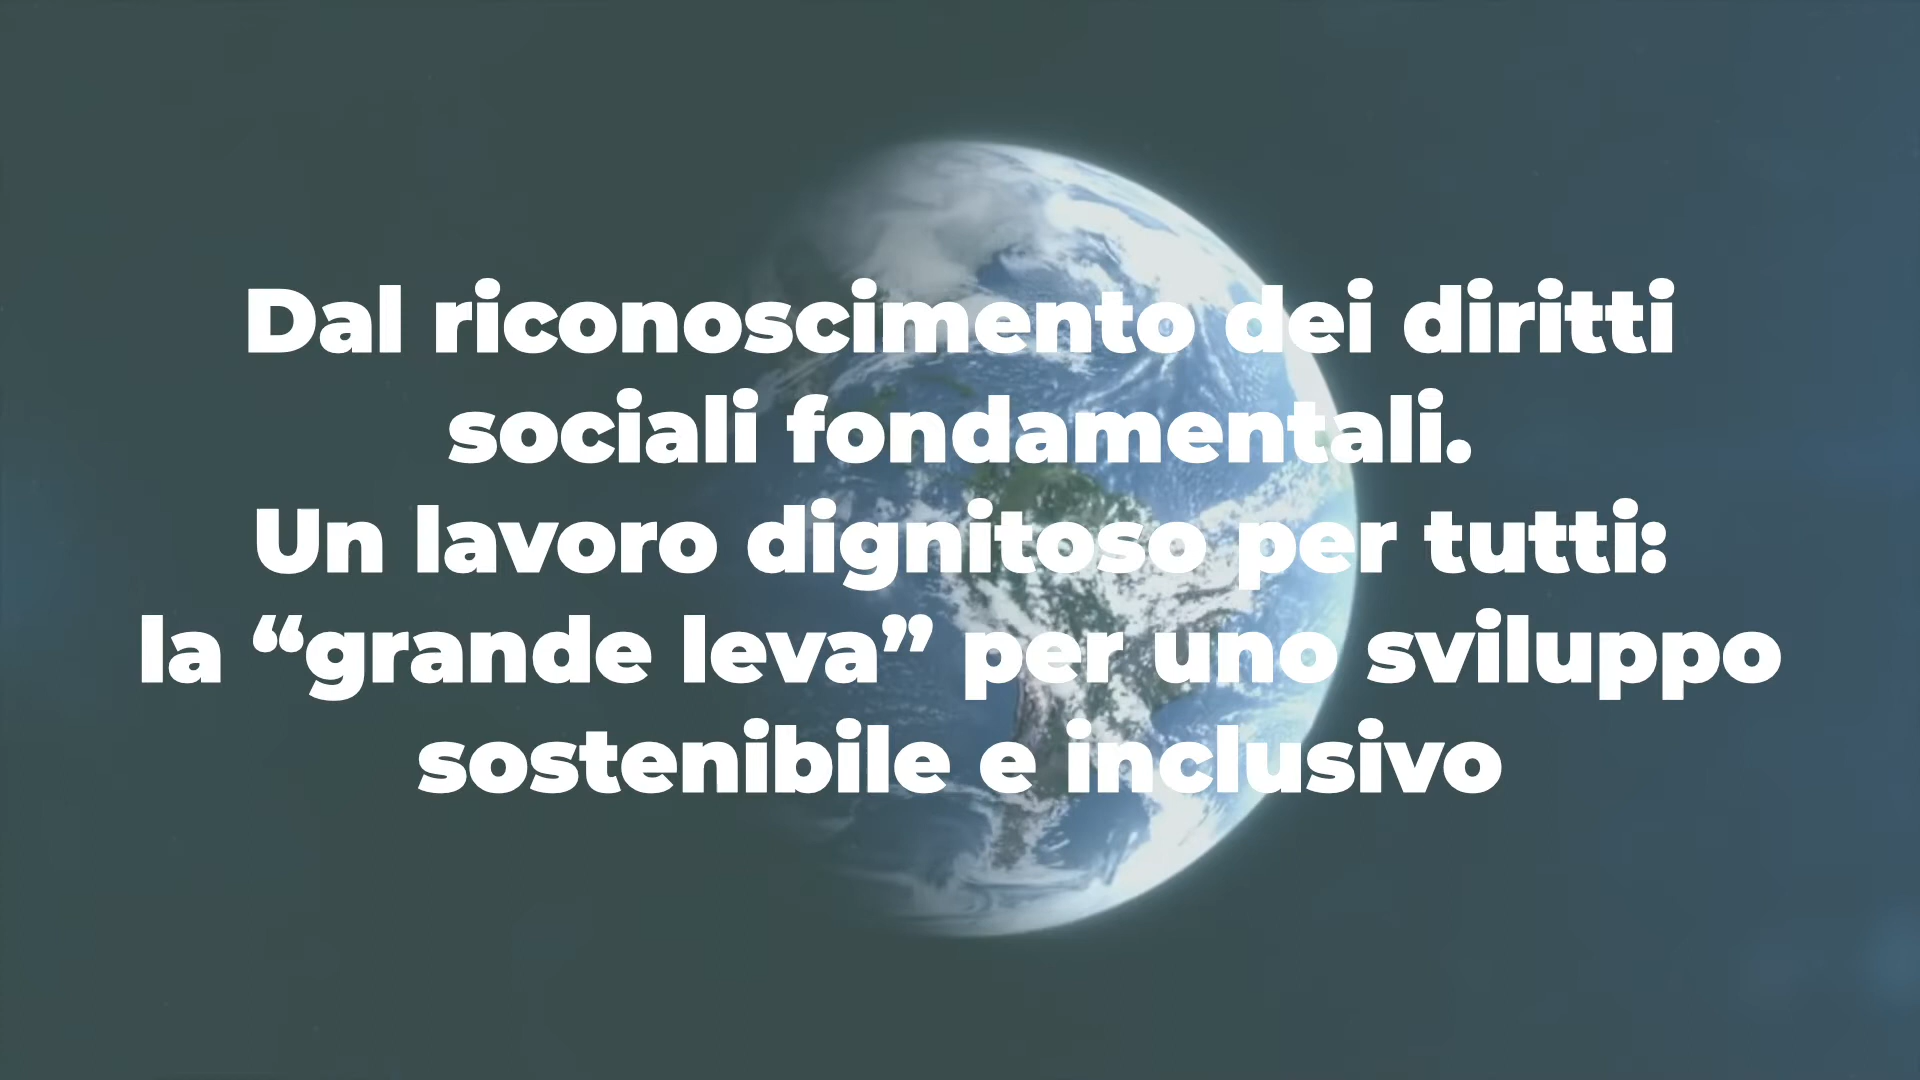 Dal riconoscimento dei diritti
sociali fondamentali.
Un lavoro dignitoso per tutti:
la “grande leva” per uno sviluppo
sostenibile e inclusivo